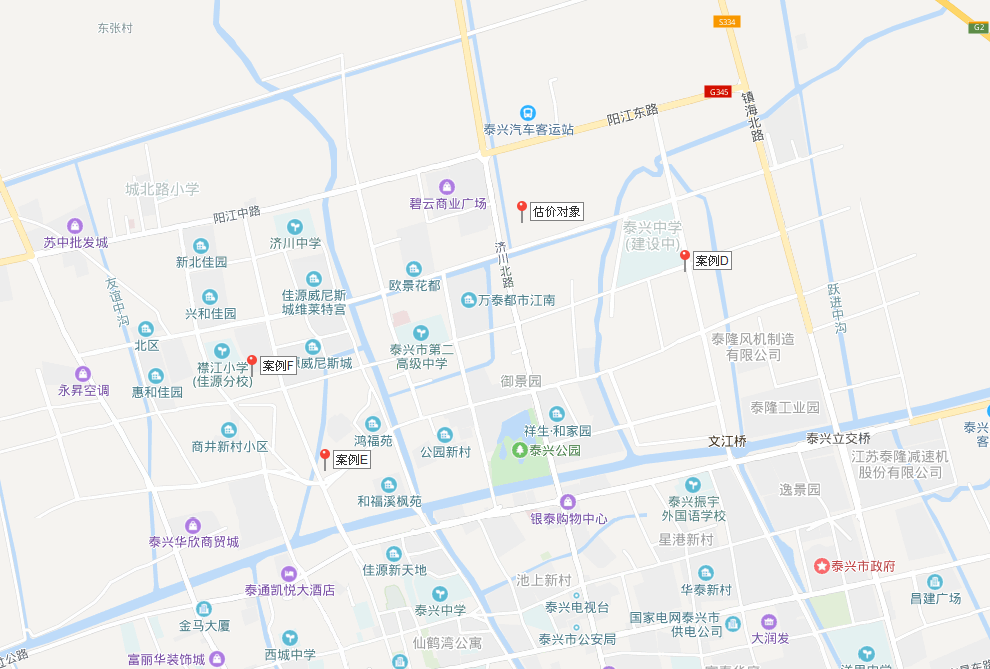 东张村
S334
G2
G345
镇海北路
阳江东路
泰兴汽车客运站
城北路小学
碧云商业广场
估价对象
阳江中路
苏中批发城
济川中学
新北佳园
泰兴中学
(建设中)
案例D
济川北路
欧景花都
佳源威尼斯
城维莱特宫
友谊中沟
兴和佳园
万泰都市江南
跃进中沟
北区
泰兴市第二
高级中学
泰隆风机制造
有限公司
襟江小学
(佳源分校)
案例F
威尼斯城
永昇空调
惠和佳园
御景园
泰隆工业园
祥生·和家园
鸿福苑
公园新村
商井新村小区
泰兴公园
文江桥
泰兴立交桥
泰兴
客
案例E
江苏泰隆减速机
股份有限公司
和福溪枫苑
逸景园
泰兴振宇
外国语学校
银泰购物中心
泰兴华欣商贸城
星港新村
佳源新天地
泰兴市政府
泰通凯悦大酒店
池上新村
华泰新村
昌建广场
泰兴中学
泰兴电视台
金马大厦
国家电网泰兴市
供电公司
大润发
仙鹤湾公寓
泰兴市公安局
西城中学
富丽华装饰城
公路